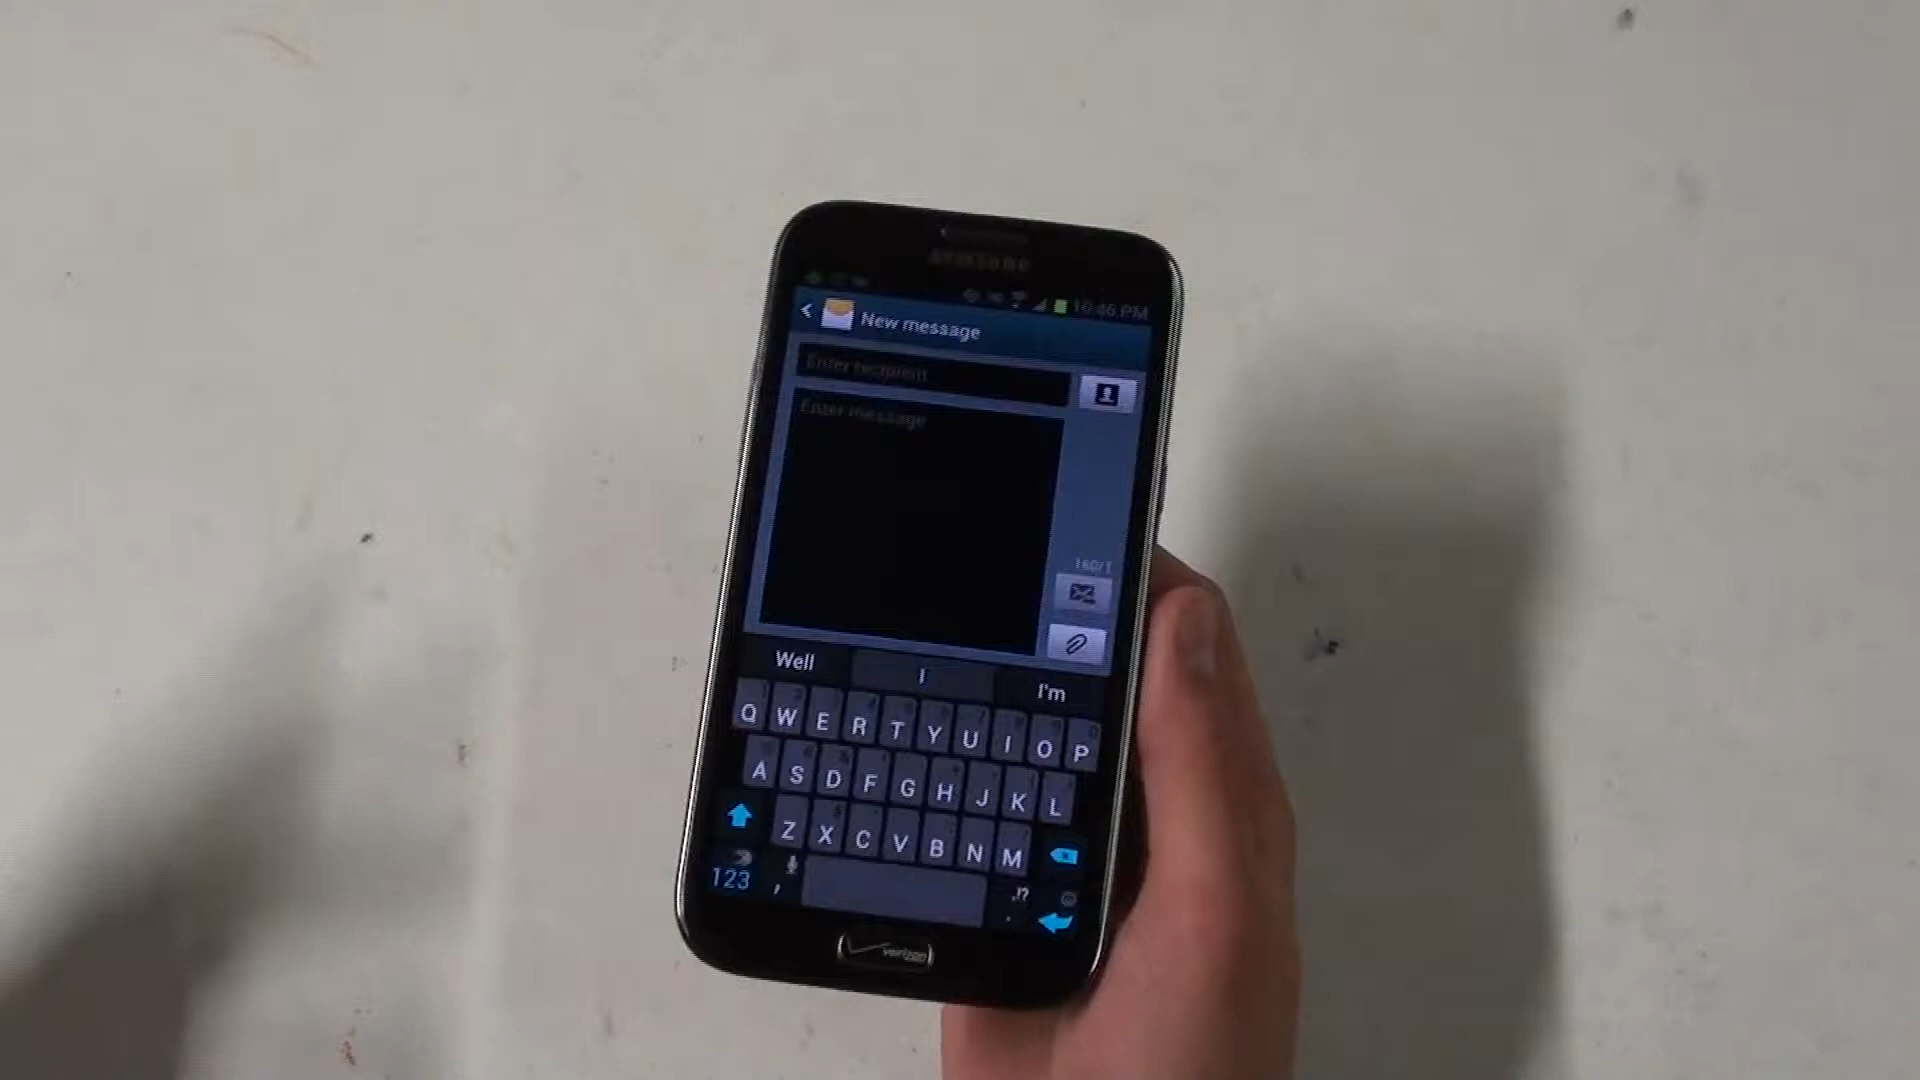 SAMSUNG
10:46 PM
New message
Enter recipient
Enter message
160/1
Well I I'm
Q W E R T Y U I O P
A S D F G H J K L
Z X C V B N M
123 , .!?
.
verizon